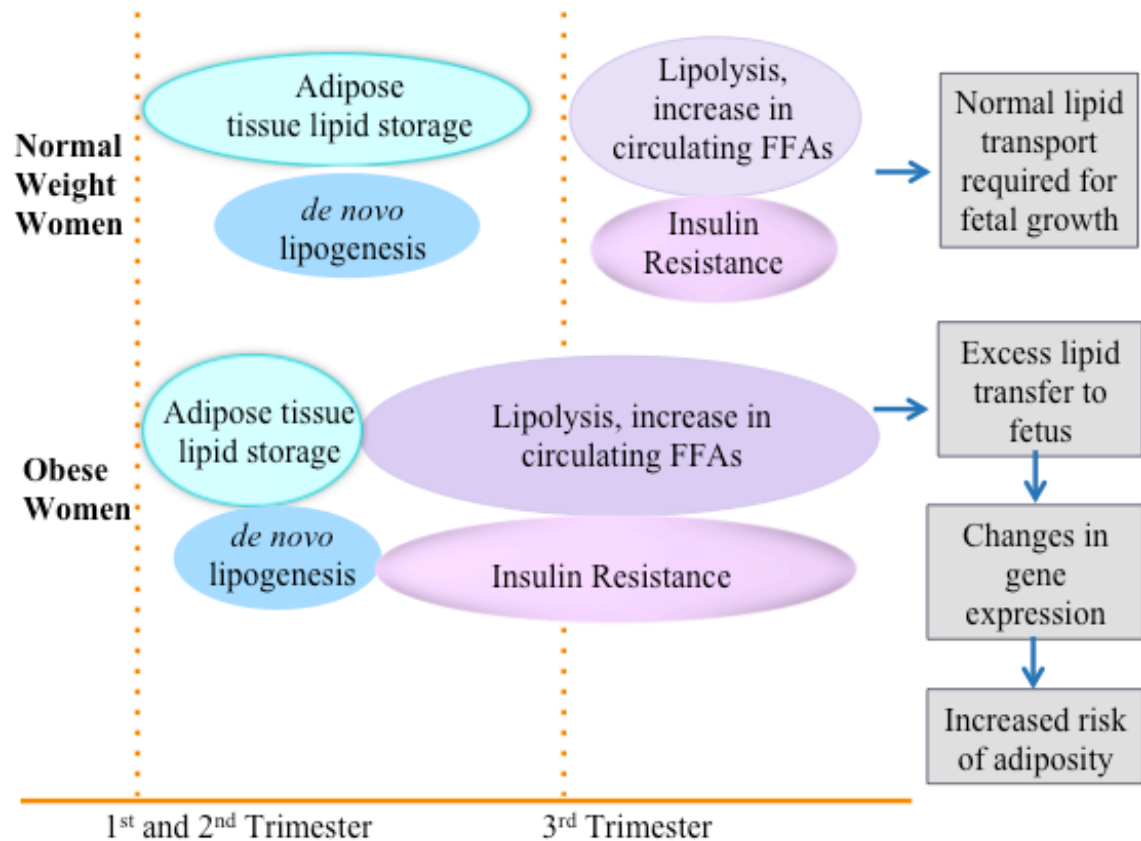 Normal
Weight
Women
Adipose
tissue lipid storage
de novo
lipogenesis
Lipolysis,
increase in
circulating FFAs
Insulin
Resistance
Normal lipid
transport
required for
fetal growth
Obese
Women
Adipose tissue
lipid storage
de novo
lipogenesis
Lipolysis, increase in
circulating FFAs
Insulin Resistance
Excess lipid
transfer to
fetus
Changes in
gene
expression
Increased risk
of adiposity
1st and 2nd Trimester
3rd Trimester